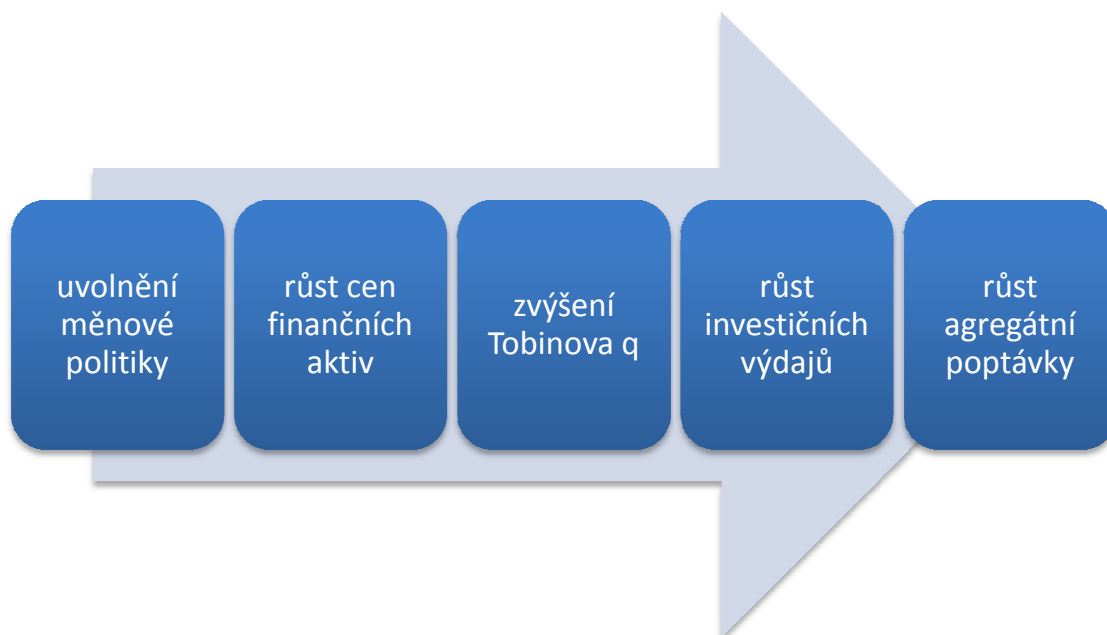 uvolnění
měnové
politiky
růst cen
finančních
aktiv
zvýšení
Tobinova q
růst
investičních
výdajů
růst
agregátní
poptávky